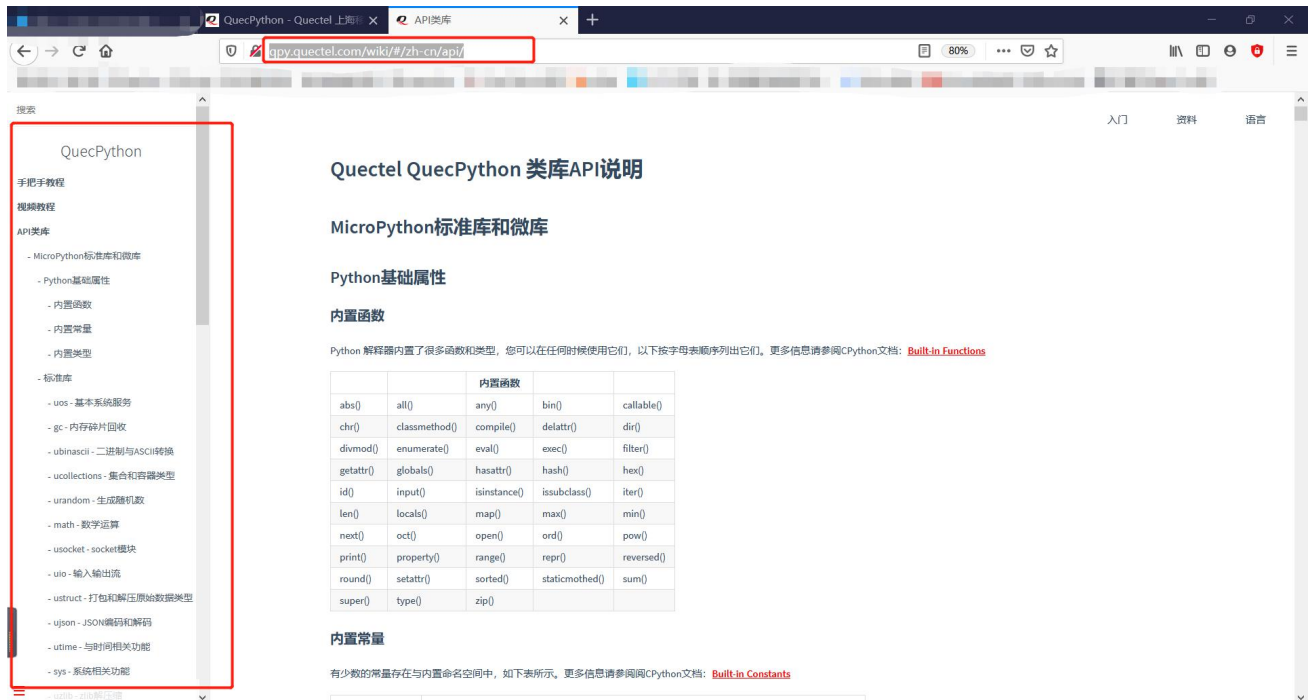 QuecPython - Quectel 上海
API类库
qpy.quectel.com/wiki/#/zh-cn/api/
80%
搜索
入门 资料 语言
QuecPython
手把手教程
视频教程
API类库
- MicroPython标准库和微库
- Python基础属性
- 内置函数
- 内置常量
- 内置类型
- 标准库
- uos - 基本系统服务
- gc - 内存碎片回收
- ubinascii - 二进制与ASCII转换
- ucollections - 集合和容器类型
- urandom - 生成随机数
- math - 数学运算
- usocket - socket模块
- uio - 输入输出流
- ustruct - 打包和解压原始数据类型
- ujson - JSON编码和解码
- utime - 与时间相关功能
- sys - 系统相关功能
- uzlib - zlib解压缩
Quectel QuecPython 类库API说明
MicroPython标准库和微库
Python基础属性
内置函数
Python 解释器内置了很多函数和类型，您可以在任何时候使用它们，以下按字母表顺序列出它们。更多信息请参阅CPython文档：Built-in Functions
内置函数
abs() all() any() bin() callable()
chr() classmethod() compile() delattr() dir()
divmod() enumerate() eval() exec() filter()
getattr() globals() hasattr() hash() hex()
id() input() isinstance() issubclass() iter()
len() locals() map() max() min()
next() oct() open() ord() pow()
print() property() range() repr() reversed()
round() setattr() sorted() staticmothed() sum()
super() type() zip()
内置常量
有少数的常量存在与内置命名空间中，如下表所示。更多信息请参阅阅CPython文档：Built-in Constants